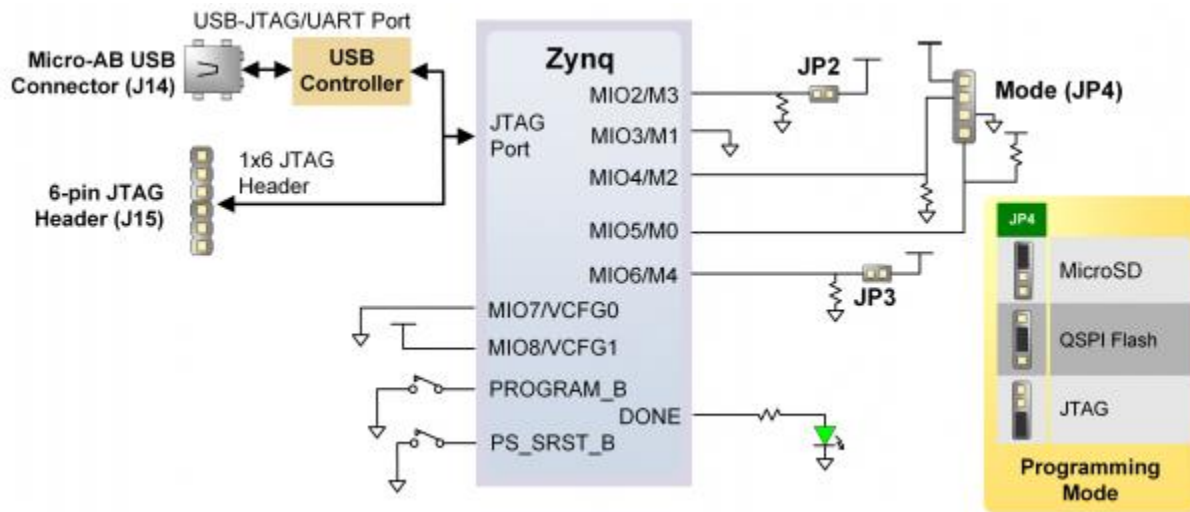 USB-JTAG/UART Port
Micro-AB USB
Connector (J14)
USB
Controller
1x6 JTAG
Header
6-pin JTAG
Header (J15)
Zynq
JTAG
Port
MIO2/M3
MIO3/M1
MIO4/M2
MIO5/M0
MIO6/M4
MIO7/VCFG0
MIO8/VCFG1
PROGRAM_B
DONE
PS_SRST_B
JP2
Mode (JP4)
JP3
JP4
MicroSD
QSPI Flash
JTAG
Programming
Mode